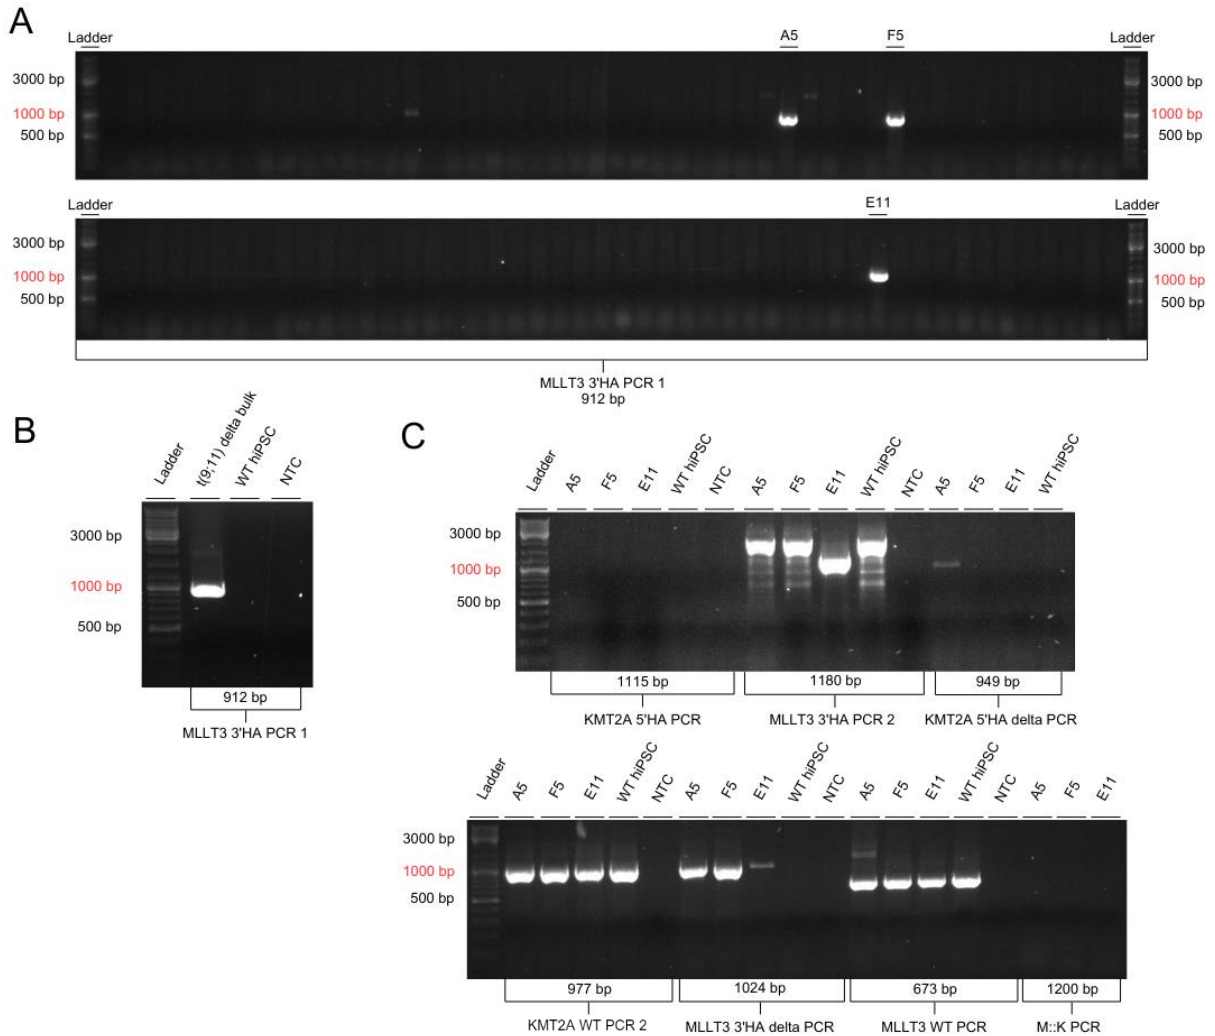 A
Ladder A5 F5 Ladder
3000 bp 3000 bp
1000 bp 1000 bp
500 bp 500 bp
Ladder E11 Ladder
3000 bp 3000 bp
1000 bp 1000 bp
500 bp 500 bp
MLLT3 3'HA PCR 1
912 bp
B
Ladder t(9;11) delta bulk WT hiPSC NTC
3000 bp
1000 bp
500 bp
912 bp
MLLT3 3'HA PCR 1
C
Ladder A5 F5 E11 WT hiPSC NTC A5 F5 E11 WT hiPSC NTC A5 F5 E11 WT hiPSC
3000 bp
1000 bp
500 bp
1115 bp 1180 bp 949 bp
KMT2A 5'HA PCR MLLT3 3'HA PCR 2 KMT2A 5'HA delta PCR
Ladder A5 F5 E11 WT hiPSC NTC A5 F5 E11 WT hiPSC NTC A5 F5 E11 WT hiPSC NTC A5 F5 E11
3000 bp
1000 bp
500 bp
977 bp 1024 bp 673 bp 1200 bp
KMT2A WT PCR 2 MLLT3 3'HA delta PCR MLLT3 WT PCR M::K PCR